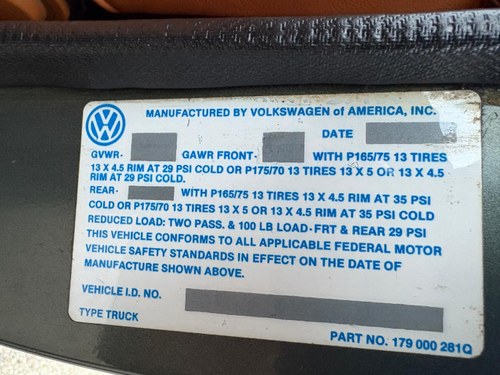 MANUFACTURED BY VOLKSWAGEN of AMERICA, INC.
DATE
GVWR- GAWR FRONT- WITH P165/75 13 TIRES
13 X 4.5 RIM AT 29 PSI COLD OR P175/70 13 TIRES 13 X 5 OR 13 X 4.5
RIM AT 29 PSI COLD.
REAR- WITH P165/75 13 TIRES 13 X 4.5 RIM AT 35 PSI
COLD OR P175/70 13 TIRES 13 X 5 OR 13 X 4.5 RIM AT 35 PSI COLD
REDUCED LOAD: TWO PASS. & 100 LB LOAD-FRT & REAR 29 PSI
THIS VEHICLE CONFORMS TO ALL APPLICABLE FEDERAL MOTOR
VEHICLE SAFETY STANDARDS IN EFFECT ON THE DATE OF
MANUFACTURE SHOWN ABOVE.
VEHICLE I.D. NO.
TYPE TRUCK
PART NO. 179 000 281Q